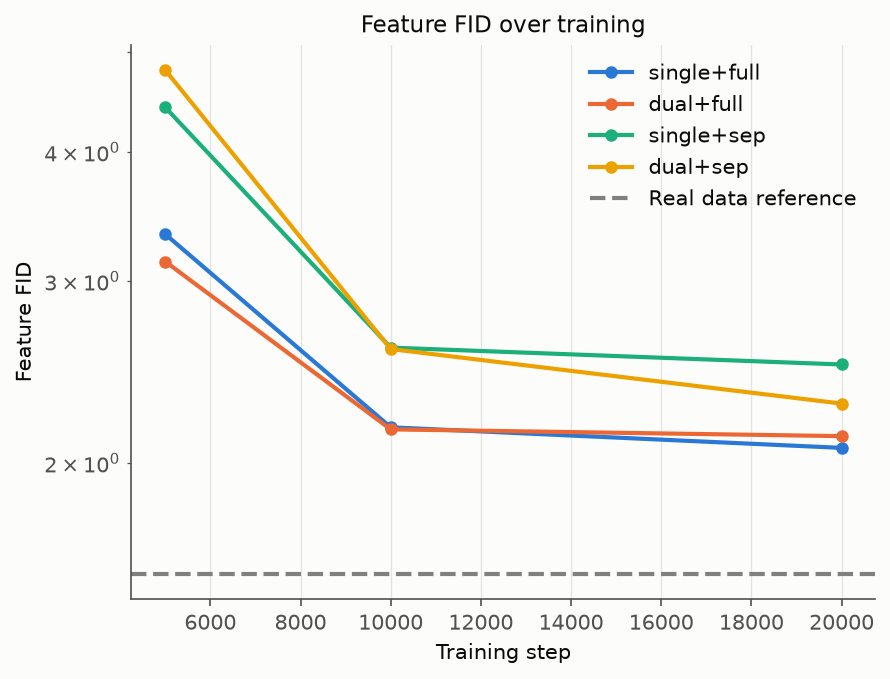 Feature FID over training
single+full
dual+full
single+sep
dual+sep
Real data reference
Feature FID
4 × 10⁰
3 × 10⁰
2 × 10⁰
6000 8000 10000 12000 14000 16000 18000 20000
Training step